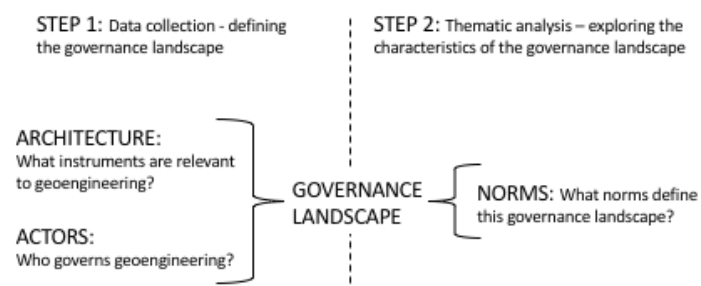 STEP 1: Data collection - defining
the governance landscape
STEP 2: Thematic analysis – exploring the
characteristics of the governance landscape
ARCHITECTURE:
What instruments are relevant
to geoengineering?
ACTORS:
Who governs geoengineering?
GOVERNANCE
LANDSCAPE
NORMS: What norms define
this governance landscape?